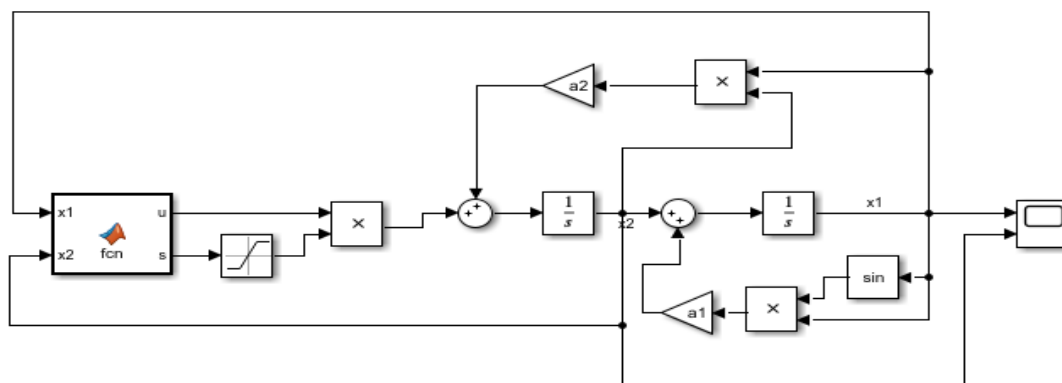 a2
×
x1
u
fcn
x2
s
×
+
+
1
s
x2
+
+
1
s
x1
sin
a1
×